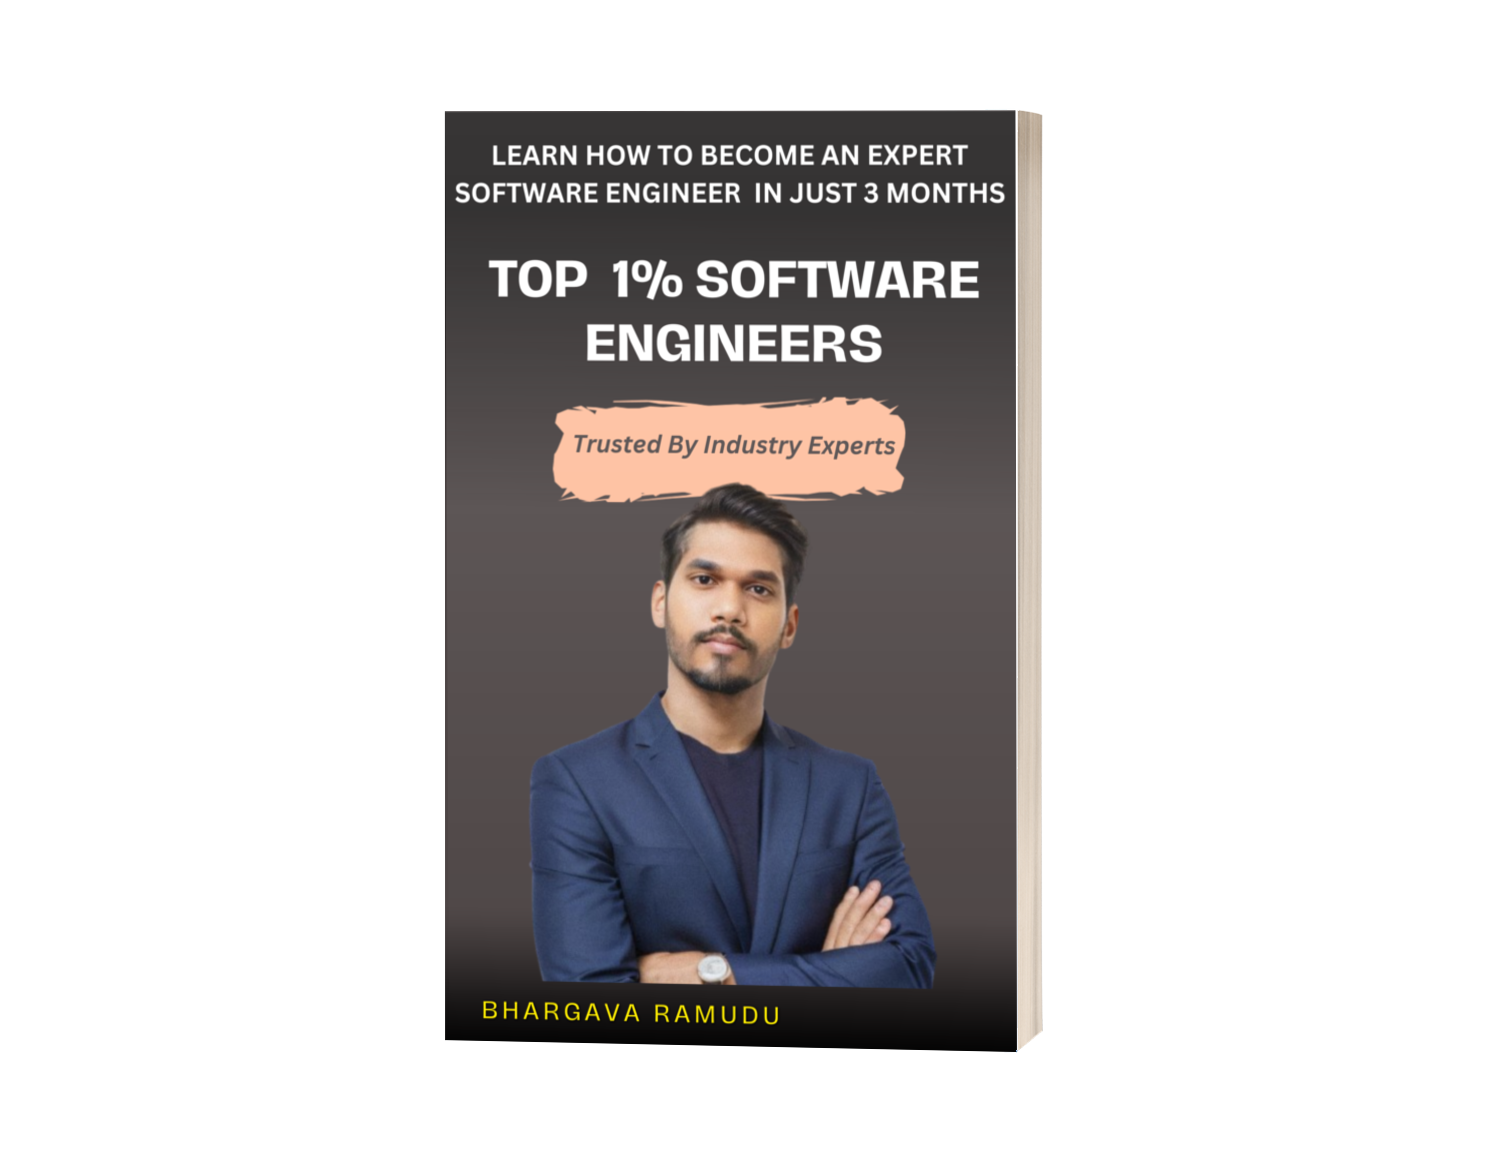 LEARN HOW TO BECOME AN EXPERT
SOFTWARE ENGINEER IN JUST 3 MONTHS
TOP 1% SOFTWARE
ENGINEERS
Trusted By Industry Experts
BHARGAVA RAMUDU